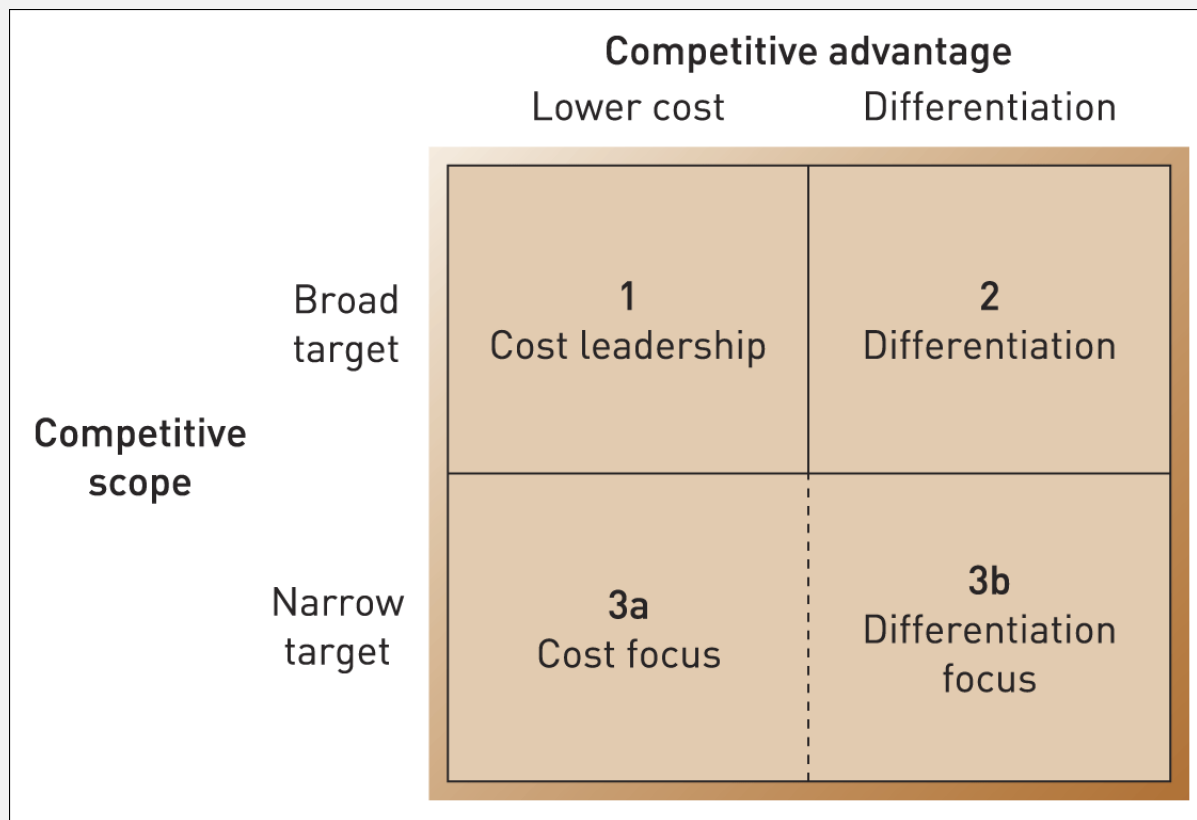 Competitive advantage
Lower cost
Differentiation
Broad
target
1
Cost leadership
2
Differentiation
Competitive
scope
Narrow
target
3a
Cost focus
3b
Differentiation
focus